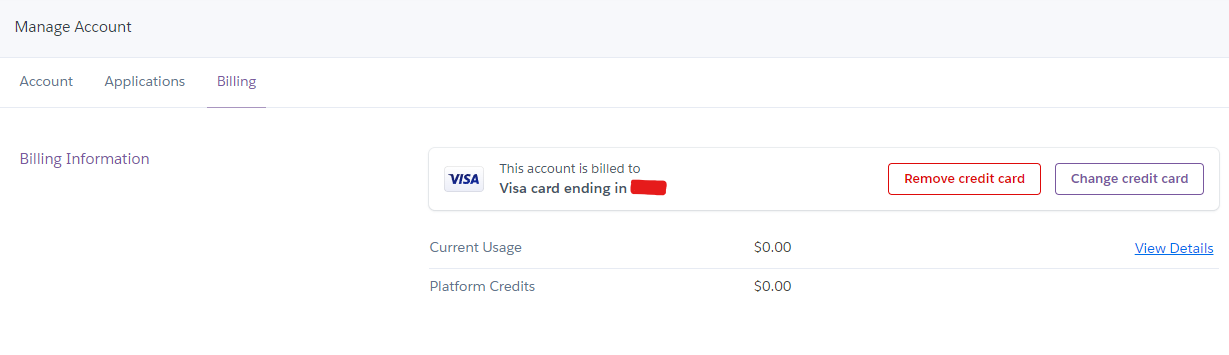 Manage Account
Account Applications Billing
Billing Information
VISA
This account is billed to
Visa card ending in
Remove credit card
Change credit card
Current Usage $0.00 View Details
Platform Credits $0.00